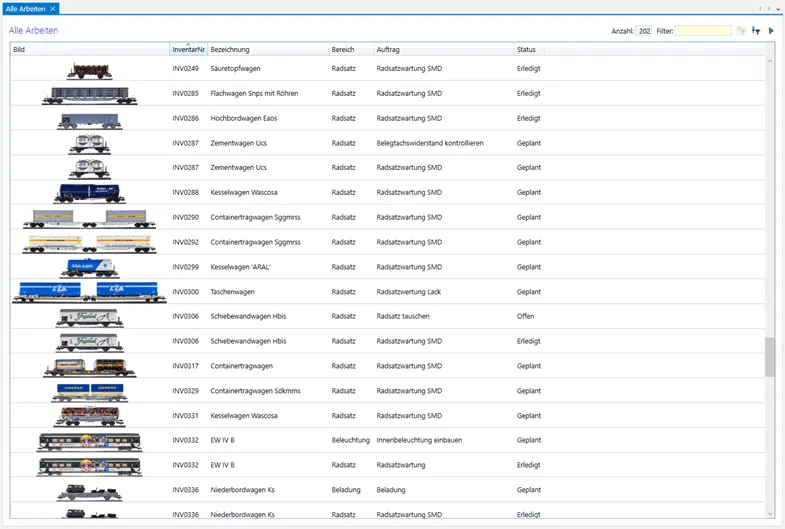 Alle Arbeiten
Alle Arbeiten
Anzahl: 202 Filter:
Bild InventarNr Bezeichnung Bereich Auftrag Status
INV0249 Säuretopfwagen Radsatz Radsatzwartung SMD Erledigt
INV0285 Flachwagen Snps mit Röhren Radsatz Radsatzwartung SMD Erledigt
INV0286 Hochbordwagen Eaos Radsatz Radsatzwartung SMD Erledigt
INV0287 Zementwagen Ucs Radsatz Belegtachswiderstand kontrollieren Geplant
INV0287 Zementwagen Ucs Radsatz Radsatzwartung SMD Geplant
INV0288 Kesselwagen Wascosa Radsatz Radsatzwartung SMD Geplant
INV0290 Containertragwagen Sggmrss Radsatz Radsatzwartung SMD Geplant
INV0292 Containertragwagen Sggmrss Radsatz Radsatzwartung SMD Geplant
INV0299 Kesselwagen 'ARAL' Radsatz Radsatzwartung SMD Geplant
INV0300 Taschenwagen Radsatz Radsatzwertung Lack Geplant
INV0306 Schiebewandwagen Hbis Radsatz Radsatz tauschen Offen
INV0306 Schiebewandwagen Hbis Radsatz Radsatzwartung SMD Erledigt
INV0317 Containertragwagen Radsatz Radsatzwartung SMD Geplant
INV0329 Containertragwagen Sdkmms Radsatz Radsatzwartung SMD Geplant
INV0331 Kesselwagen Wascosa Radsatz Radsatzwartung SMD Geplant
INV0332 EW IV B Beleuchtung Innenbeleuchtung einbauen Geplant
INV0332 EW IV B Radsatz Radsatzwartung Erledigt
INV0336 Niederbordwagen Ks Beladung Beladung Geplant
INV0336 Niederbordwagen Ks Radsatz Radsatzwartung SMD Erledigt